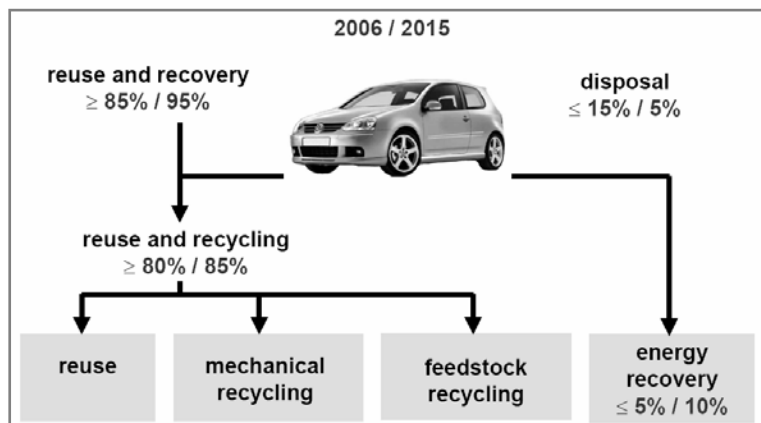 2006 / 2015
reuse and recovery
≥ 85% / 95%
disposal
≤ 15% / 5%
reuse and recycling
≥ 80% / 85%
reuse
mechanical
recycling
feedstock
recycling
energy
recovery
≤ 5% / 10%